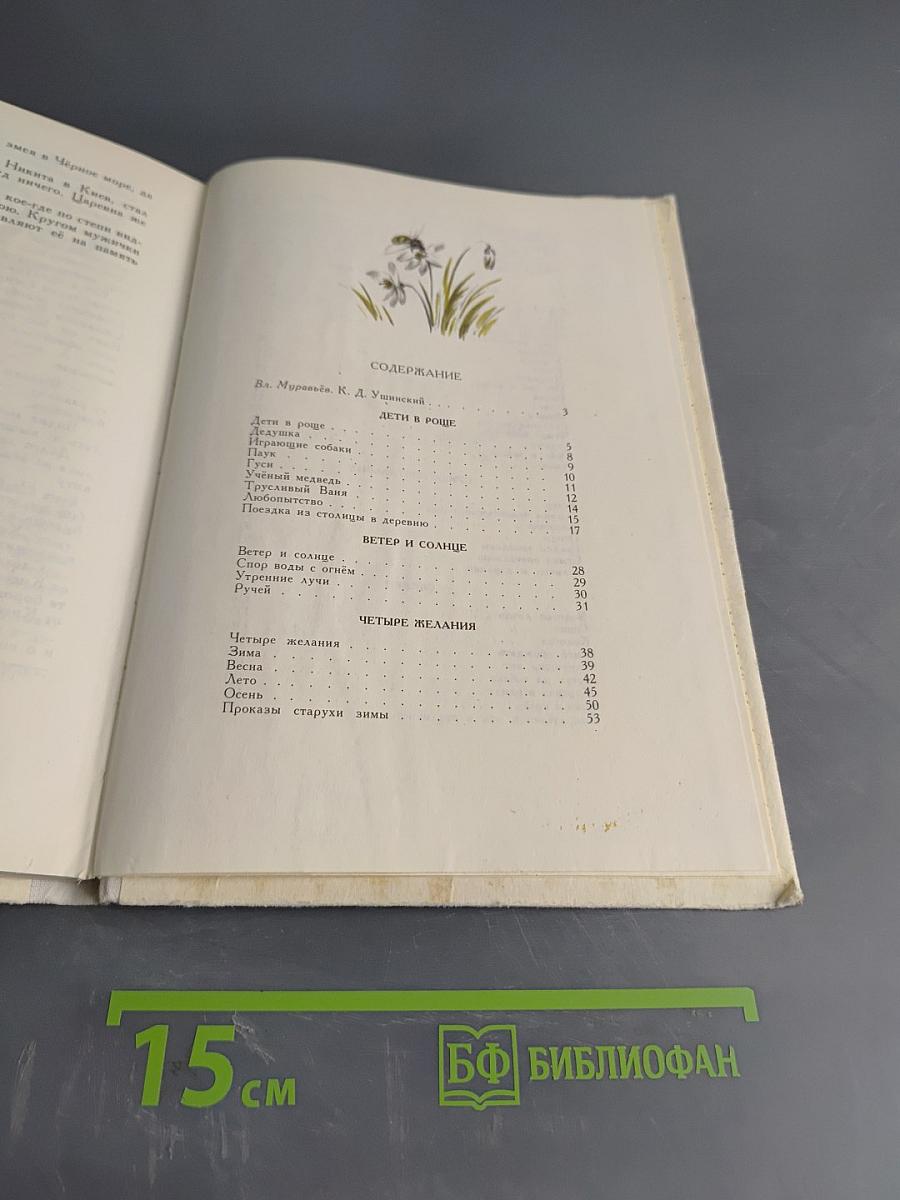 змея в Чёрное море, да
Никита в Киев, стал
д ничего. Царевна же
кое-где по степи вид-
ою. Кругом мужички
вляют её на память
СОДЕРЖАНИЕ
Вл. Муравьёв. К. Д. Ушинский . . . . . . . . . 3
ДЕТИ В РОЩЕ
Дети в роще . . . . . . . . . . . . 5
Дедушка . . . . . . . . . . . . 8
Играющие собаки . . . . . . . . . . . . 9
Паук . . . . . . . . . . . . 10
Гуси . . . . . . . . . . . . 11
Учёный медведь . . . . . . . . . . . . 12
Трусливый Ваня . . . . . . . . . . . . 14
Любопытство . . . . . . . . . . . . 15
Поездка из столицы в деревню . . . . . . . . 17
ВЕТЕР И СОЛНЦЕ
Ветер и солнце . . . . . . . . . . . . 28
Спор воды с огнём . . . . . . . . . . . . 29
Утренние лучи . . . . . . . . . . . . 30
Ручей . . . . . . . . . . . . 31
ЧЕТЫРЕ ЖЕЛАНИЯ
Четыре желания . . . . . . . . . . . . 38
Зима . . . . . . . . . . . . 39
Весна . . . . . . . . . . . . 42
Лето . . . . . . . . . . . . 45
Осень . . . . . . . . . . . . 50
Проказы старухи зимы . . . . . . . . 53
15 см
БФ БИБЛИОФАН